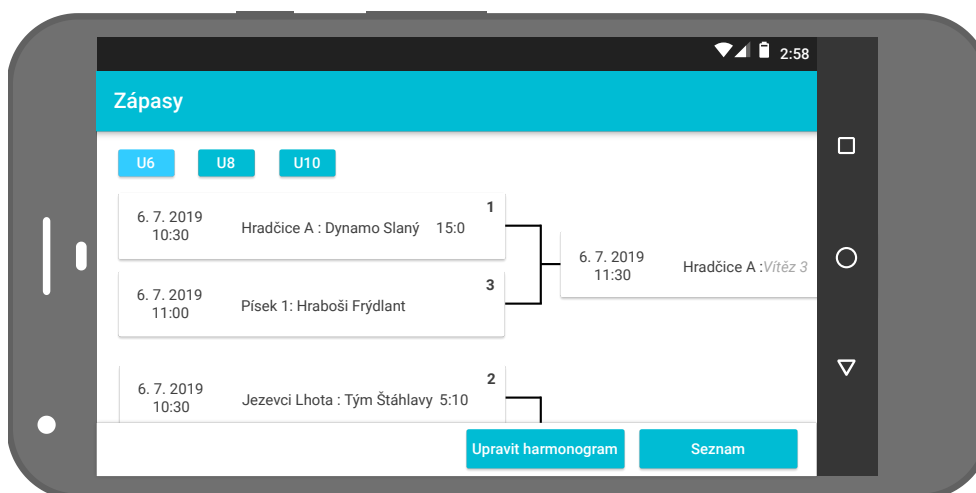 2:58
Zápasy
U6 U8 U10
1
6. 7. 2019
10:30
Hradčice A : Dynamo Slaný 15:0
3
6. 7. 2019
11:00
Písek 1: Hraboši Frýdlant
6. 7. 2019
11:30
Hradčice A :Vítěz 3
2
6. 7. 2019
10:30
Jezevci Lhota : Tým Štáhlavy 5:10
Upravit harmonogram Seznam